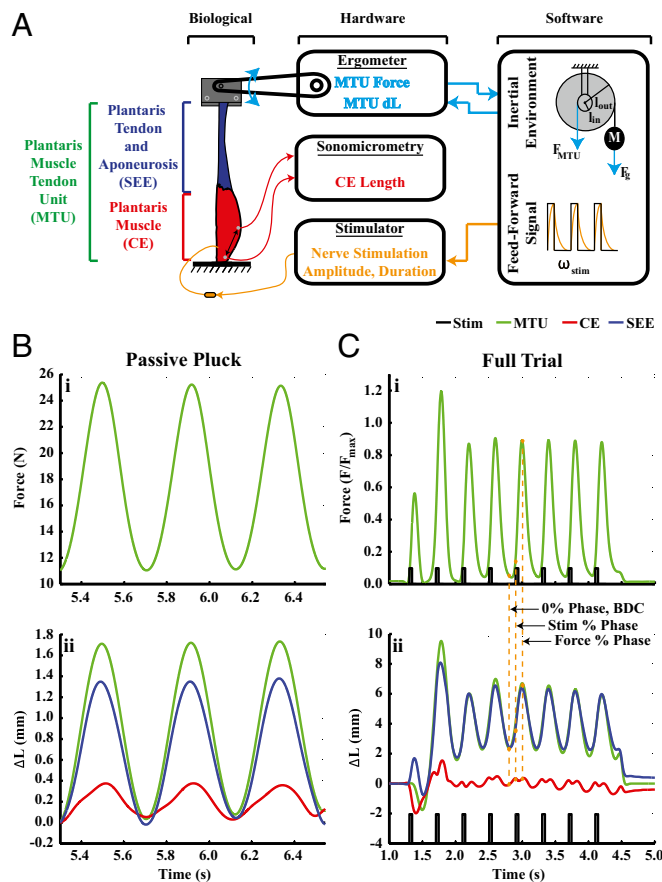 A
Biological
Hardware
Software
Ergometer
MTU Force
MTU dL
Sonomicrometry
CE Length
Stimulator
Nerve Stimulation
Amplitude, Duration
Plantaris
Muscle
Tendon
Unit
(MTU)
Plantaris
Tendon
and
Aponeurosis
(SEE)
Plantaris
Muscle
(CE)
Inertial
Environment
l_out
l_in
M
F_MTU
F_g
Feed-Forward
Signal
ω_stim
Stim MTU CE SEE
B
Passive Pluck
i
26
24
22
20
18
16
14
12
10
Force (N)
5.4 5.6 5.8 6.0 6.2 6.4
ii
1.8
1.6
1.4
1.2
1.0
0.8
0.6
0.4
0.2
0.0
-0.2
ΔL (mm)
5.4 5.6 5.8 6.0 6.2 6.4
Time (s)
C
Full Trial
i
1.2
1.0
0.8
0.6
0.4
0.2
0.0
Force (F/F_max)
0% Phase, BDC
Stim % Phase
Force % Phase
ii
10
8
6
4
2
0
-2
-4
ΔL (mm)
1.0 1.5 2.0 2.5 3.0 3.5 4.0 4.5 5.0
Time (s)